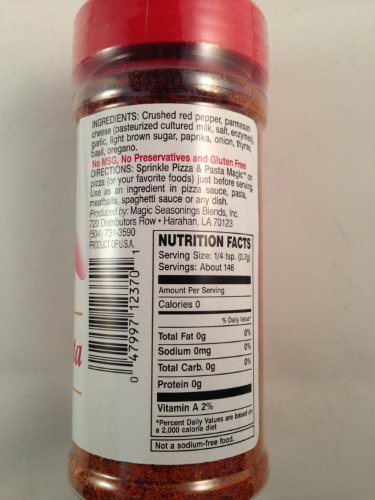 INGREDIENTS: Crushed red pepper, parmesan
cheese (pasteurized cultured milk, salt, enzymes),
garlic, light brown sugar, paprika, onion, thyme,
basil, oregano.
No MSG, No Preservatives and Gluten Free
DIRECTIONS: Sprinkle Pizza & Pasta Magic™ on
pizza (or your favorite foods) just before serving.
Use as an ingredient in pizza sauce, pasta,
meatballs, spaghetti sauce or any dish.
Produced by: Magic Seasonings Blends, Inc.
720 Distributors Row • Harahan, LA 70123
(504) 731-3590
PRODUCT OF U.S.A.
0 47997 12370 1
NUTRITION FACTS
Serving Size: 1/4 tsp. (0.7g)
Servings: About 146
Amount Per Serving
Calories 0
% Daily Value*
Total Fat 0g 0%
Sodium 0mg 0%
Total Carb. 0g 0%
Protein 0g
Vitamin A 2%
*Percent Daily Values are based on
a 2,000 calorie diet
Not a sodium-free food.